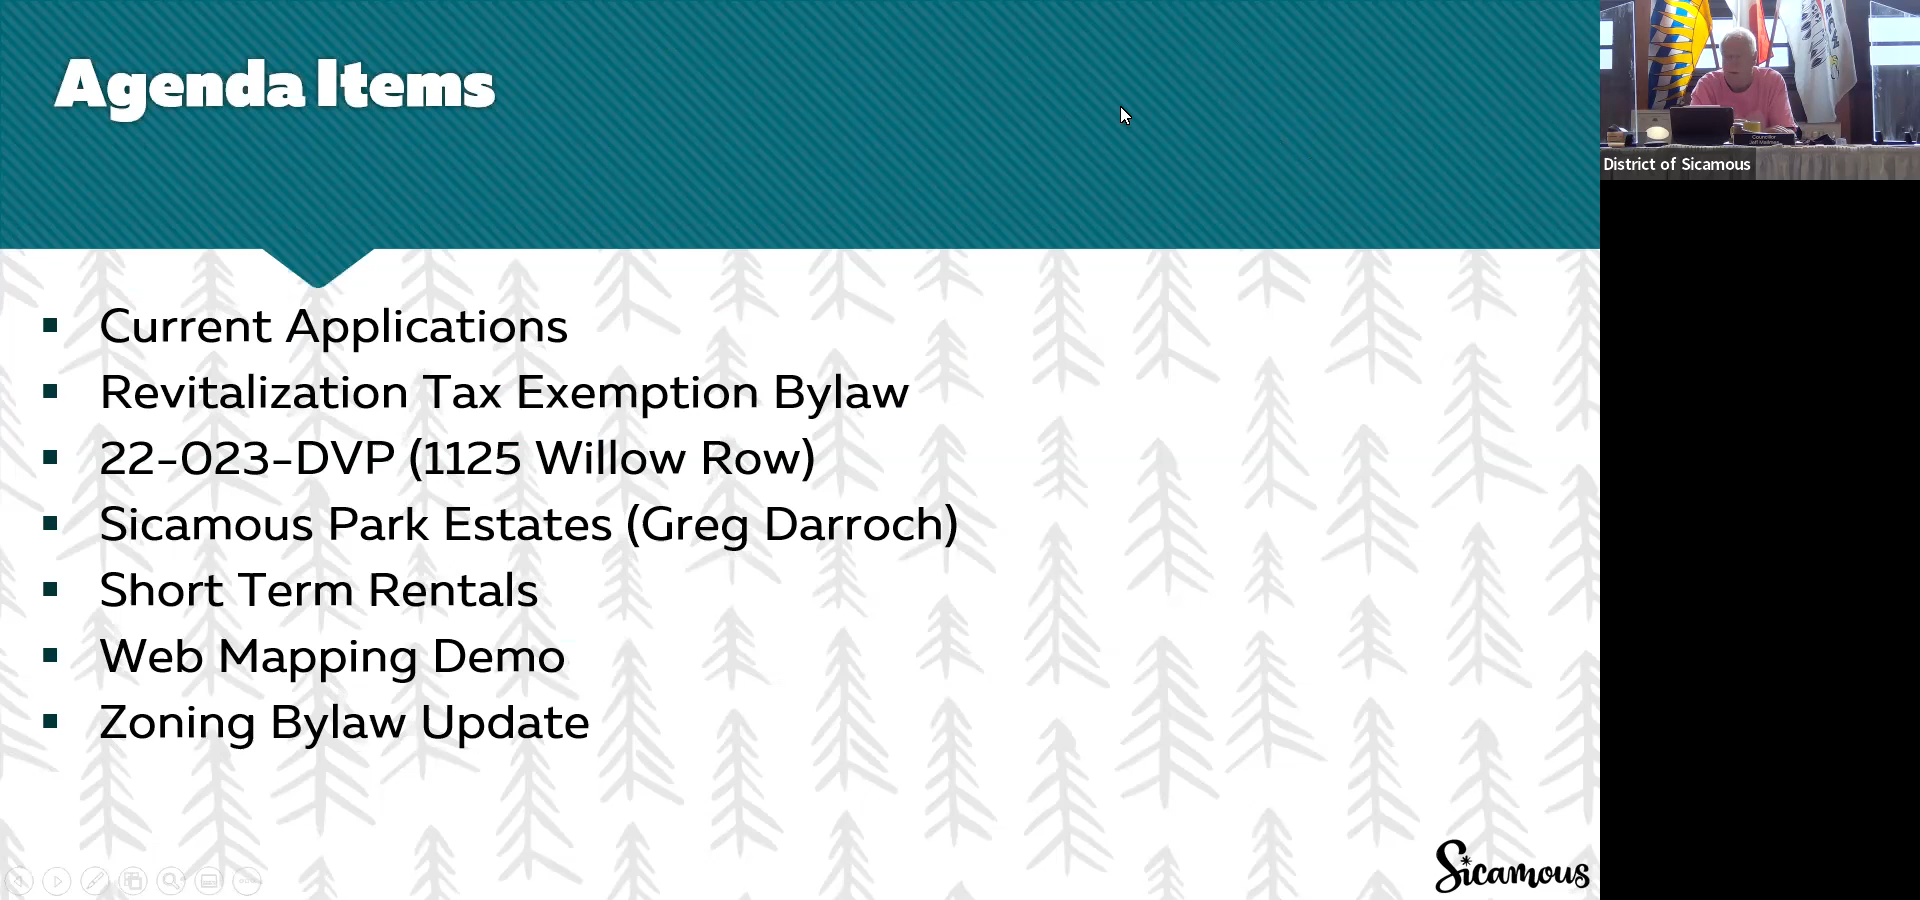 Agenda Items
Current Applications
Revitalization Tax Exemption Bylaw
22-023-DVP (1125 Willow Row)
Sicamous Park Estates (Greg Darroch)
Short Term Rentals
Web Mapping Demo
Zoning Bylaw Update
Sicamous
Councillor
District of Sicamous